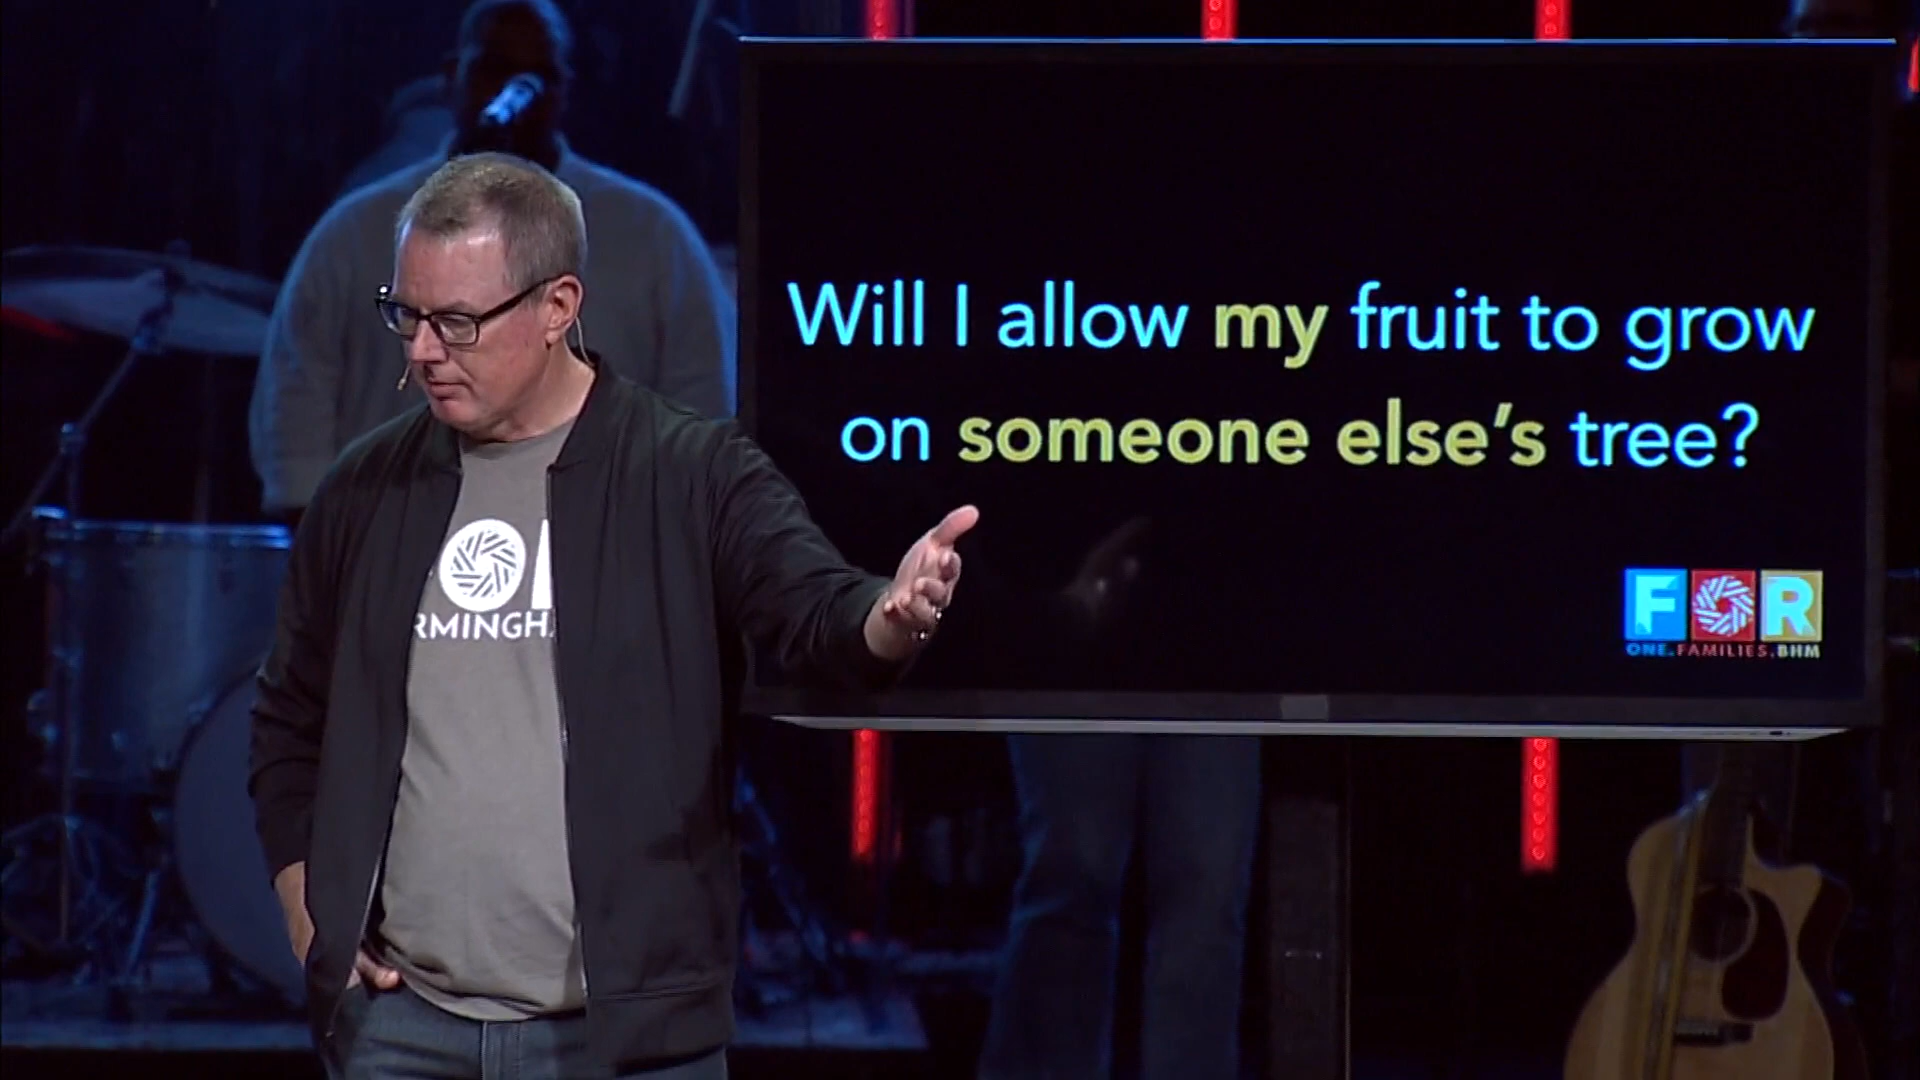 Will I allow my fruit to grow
on someone else's tree?
FOR
ONE.FAMILIES.BHM
RMINGH